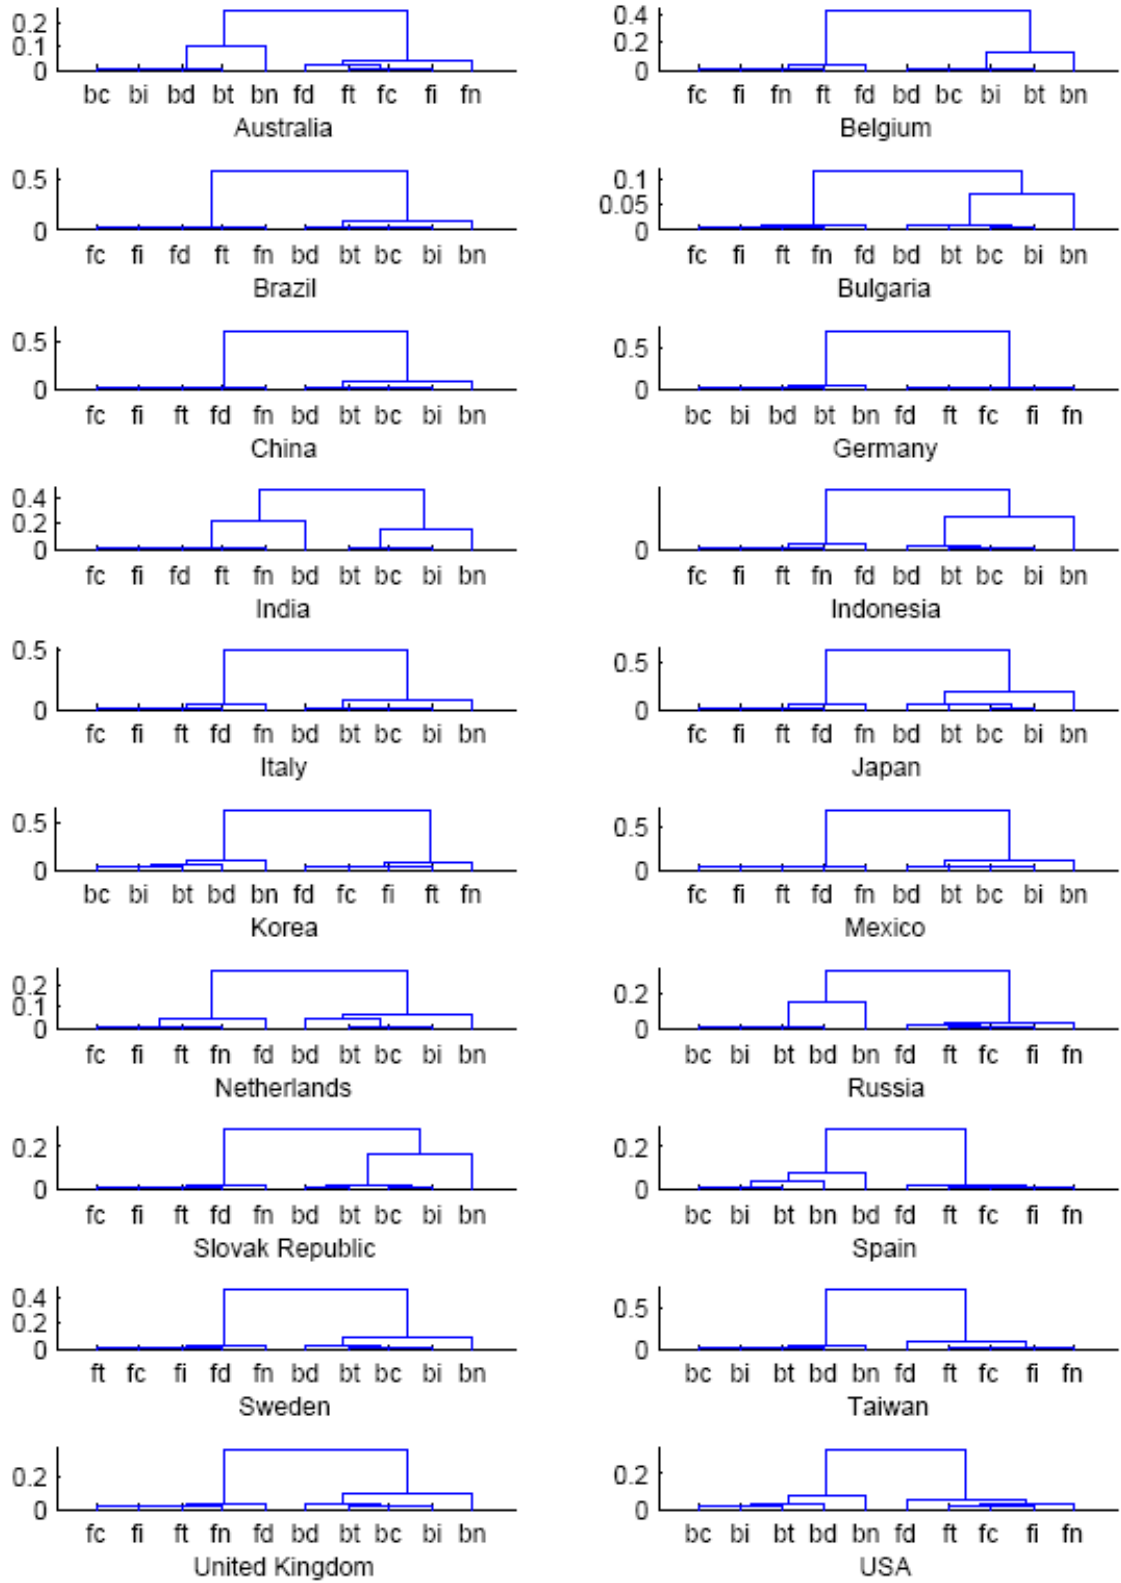 0.2
0.1
0
bc bi bd bt bn fd ft fc fi fn
Australia
0.4
0.2
0
fc fi fn ft fd bd bc bi bt bn
Belgium
0.5
0
fc fi fd ft fn bd bt bc bi bn
Brazil
0.1
0.05
0
fc fi ft fn fd bd bt bc bi bn
Bulgaria
0.5
0
fc fi ft fd fn bd bt bc bi bn
China
0.5
0
bc bi bd bt bn fd ft fc fi fn
Germany
0.4
0.2
0
fc fi fd ft fn bd bt bc bi bn
India
0
fc fi ft fn fd bd bt bc bi bn
Indonesia
0.5
0
fc fi ft fd fn bd bt bc bi bn
Italy
0.5
0
fc fi ft fd fn bd bt bc bi bn
Japan
0.5
0
bc bi bt bd bn fd fc fi ft fn
Korea
0.5
0
fc fi ft fd fn bd bt bc bi bn
Mexico
0.2
0.1
0
fc fi ft fn fd bd bt bc bi bn
Netherlands
0.2
0
bc bi bt bd bn fd ft fc fi fn
Russia
0.2
0
fc fi ft fd fn bd bt bc bi bn
Slovak Republic
0.2
0
bc bi bt bn bd fd ft fc fi fn
Spain
0.4
0.2
0
ft fc fi fd fn bd bt bc bi bn
Sweden
0.5
0
bc bi bt bd bn fd ft fc fi fn
Taiwan
0.2
0
fc fi ft fn fd bd bt bc bi bn
United Kingdom
0.2
0
bc bi bt bd bn fd ft fc fi fn
USA